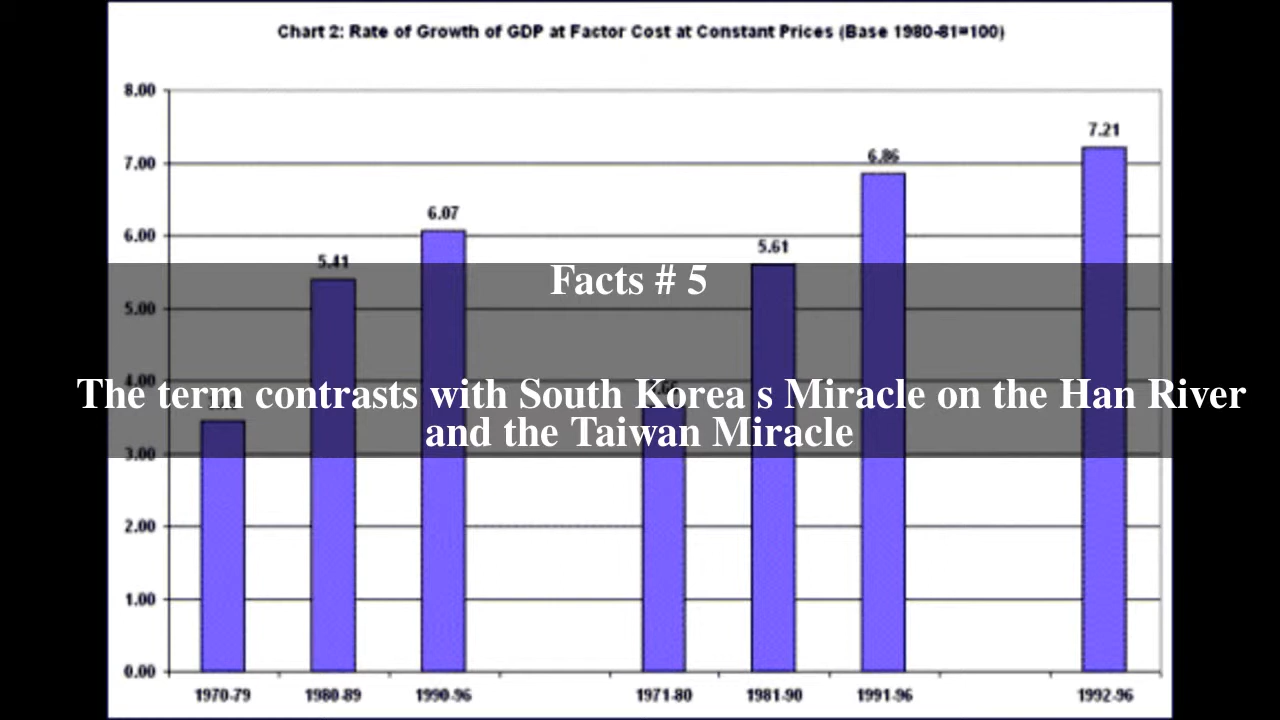 Chart 2: Rate of Growth of GDP at Factor Cost at Constant Prices (Base 1980-81=100)
8.00
7.21
7.00
6.86
6.07
6.00
5.61
5.41
Facts # 5
5.00
4.00
The term contrasts with South Korea s Miracle on the Han River
and the Taiwan Miracle
3.00
2.00
1.00
0.00
1970-79 1980-89 1990-96 1971-80 1981-90 1991-96 1992-96